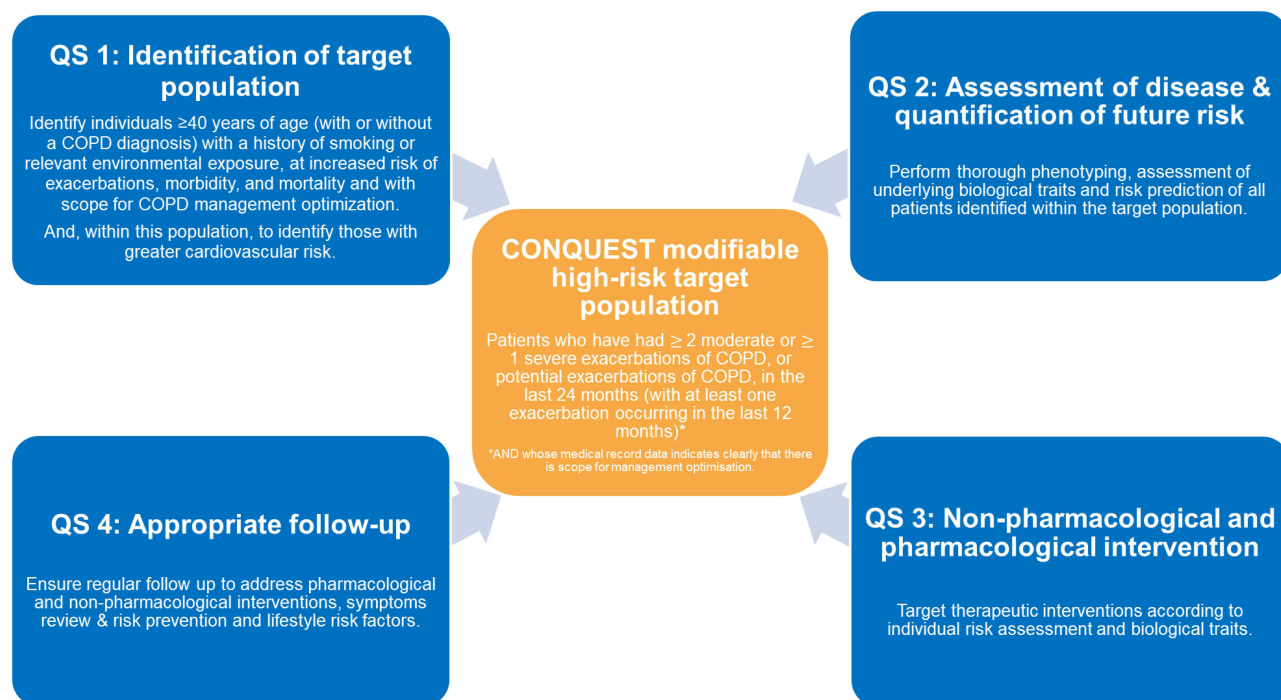 QS 1: Identification of target
population
Identify individuals ≥40 years of age (with or without
a COPD diagnosis) with a history of smoking or
relevant environmental exposure, at increased risk of
exacerbations, morbidity, and mortality and with
scope for COPD management optimization.
And, within this population, to identify those with
greater cardiovascular risk.
QS 2: Assessment of disease &
quantification of future risk
Perform thorough phenotyping, assessment of
underlying biological traits and risk prediction of all
patients identified within the target population.
CONQUEST modifiable
high-risk target
population
Patients who have had ≥ 2 moderate or ≥
1 severe exacerbations of COPD, or
potential exacerbations of COPD, in the
last 24 months (with at least one
exacerbation occurring in the last 12
months)*
*AND whose medical record data indicates clearly that there
is scope for management optimisation.
QS 4: Appropriate follow-up
Ensure regular follow up to address pharmacological
and non-pharmacological interventions, symptoms
review & risk prevention and lifestyle risk factors.
QS 3: Non-pharmacological and
pharmacological intervention
Target therapeutic interventions according to
individual risk assessment and biological traits.